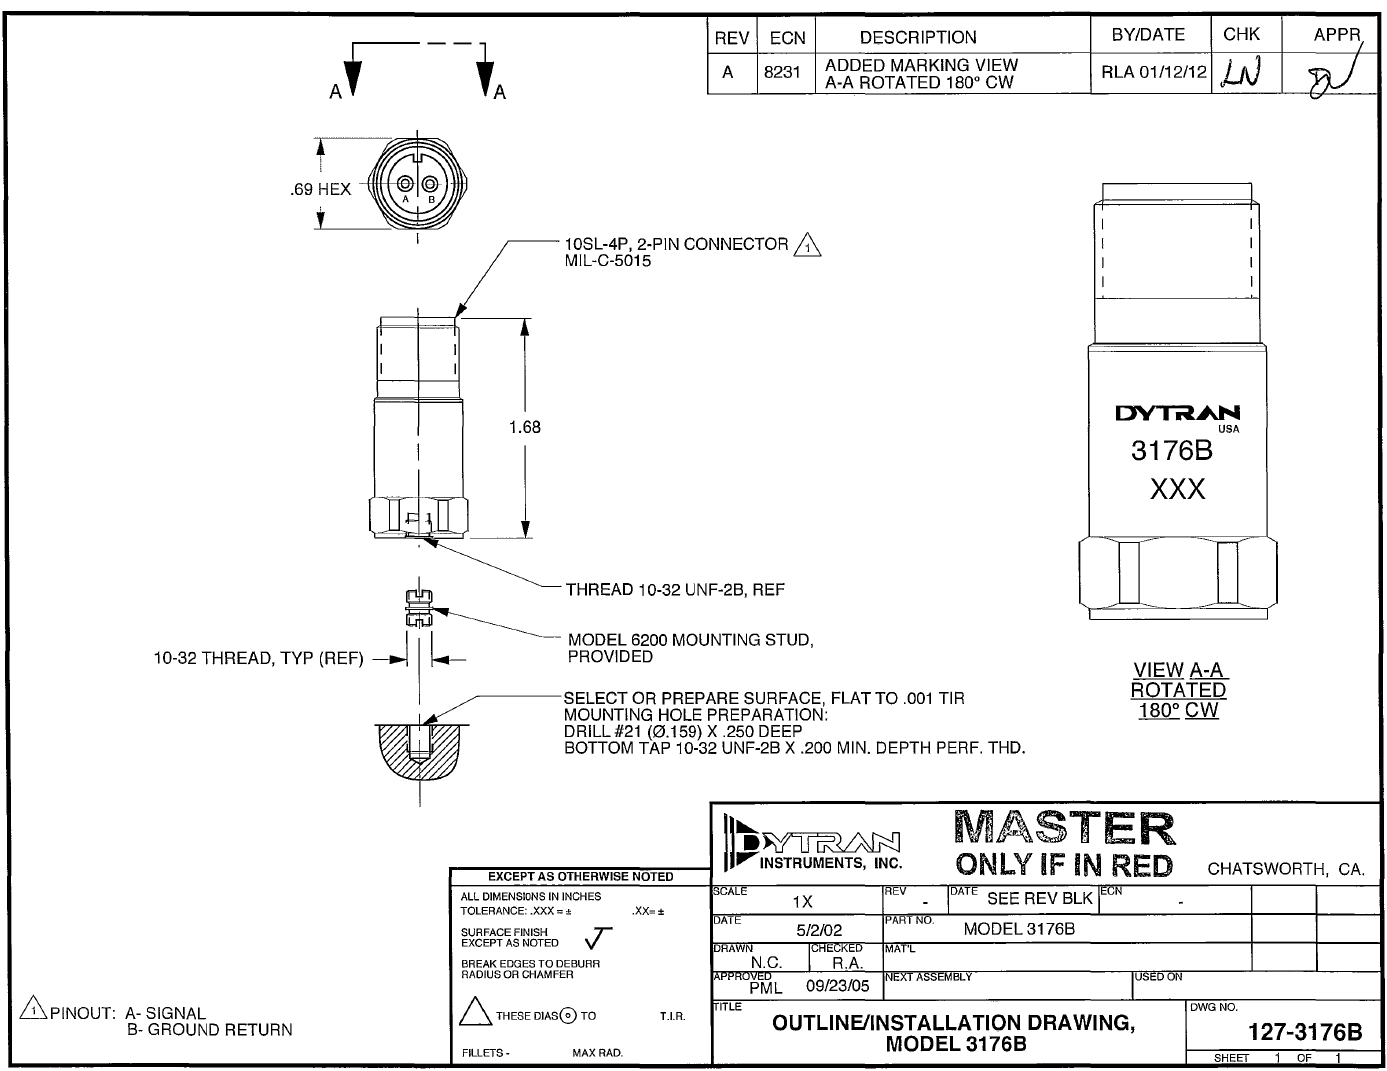 REV ECN DESCRIPTION BY/DATE CHK APPR
A 8231 ADDED MARKING VIEW
A-A ROTATED 180° CW
RLA 01/12/12 LN
A A
.69 HEX
A B
10SL-4P, 2-PIN CONNECTOR 1
MIL-C-5015
1.68
DYTRAN
USA
3176B
XXX
THREAD 10-32 UNF-2B, REF
MODEL 6200 MOUNTING STUD,
PROVIDED
10-32 THREAD, TYP (REF)
VIEW A-A
ROTATED
180° CW
SELECT OR PREPARE SURFACE, FLAT TO .001 TIR
MOUNTING HOLE PREPARATION:
DRILL #21 (Ø.159) X .250 DEEP
BOTTOM TAP 10-32 UNF-2B X .200 MIN. DEPTH PERF. THD.
1 PINOUT: A- SIGNAL
B- GROUND RETURN
EXCEPT AS OTHERWISE NOTED
ALL DIMENSIONS IN INCHES
TOLERANCE: .XXX = ± .XX= ±
SURFACE FINISH
EXCEPT AS NOTED
BREAK EDGES TO DEBURR
RADIUS OR CHAMFER
THESE DIAS TO T.I.R.
FILLETS - MAX RAD.
DYTRAN
INSTRUMENTS, INC.
MASTER
ONLY IF IN RED
CHATSWORTH, CA.
SCALE 1X REV - DATE SEE REV BLK ECN -
DATE 5/2/02 PART NO. MODEL 3176B
DRAWN N.C. CHECKED R.A. MAT'L
APPROVED PML 09/23/05 NEXT ASSEMBLY USED ON
TITLE
OUTLINE/INSTALLATION DRAWING,
MODEL 3176B
DWG NO.
127-3176B
SHEET 1 OF 1